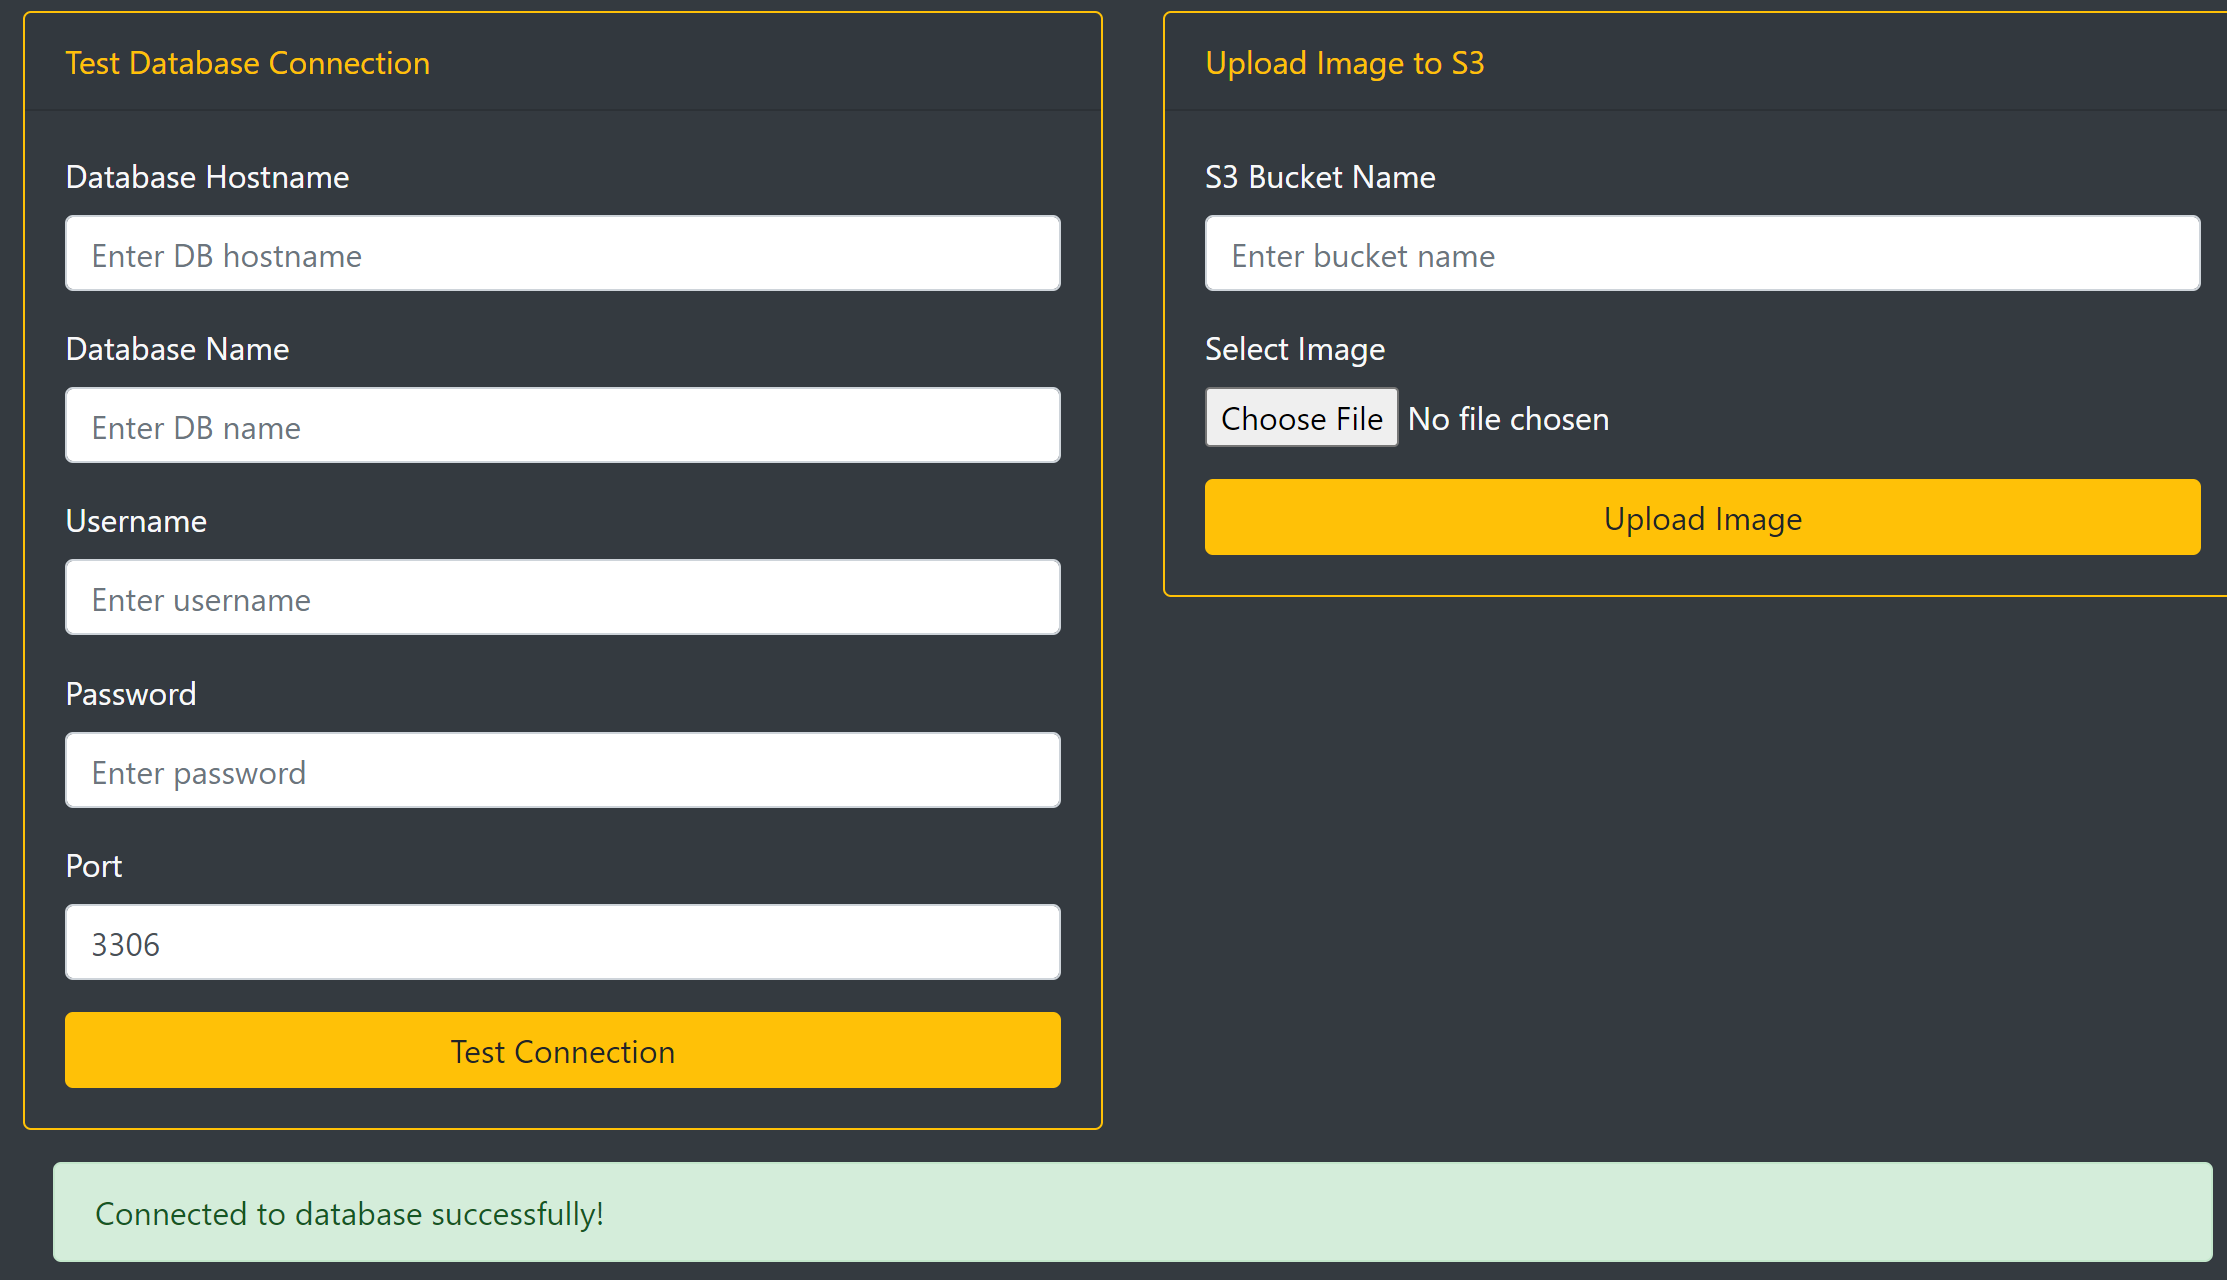 Test Database Connection
Database Hostname
Enter DB hostname
Database Name
Enter DB name
Username
Enter username
Password
Enter password
Port
3306
Test Connection
Upload Image to S3
S3 Bucket Name
Enter bucket name
Select Image
Choose File No file chosen
Upload Image
Connected to database successfully!